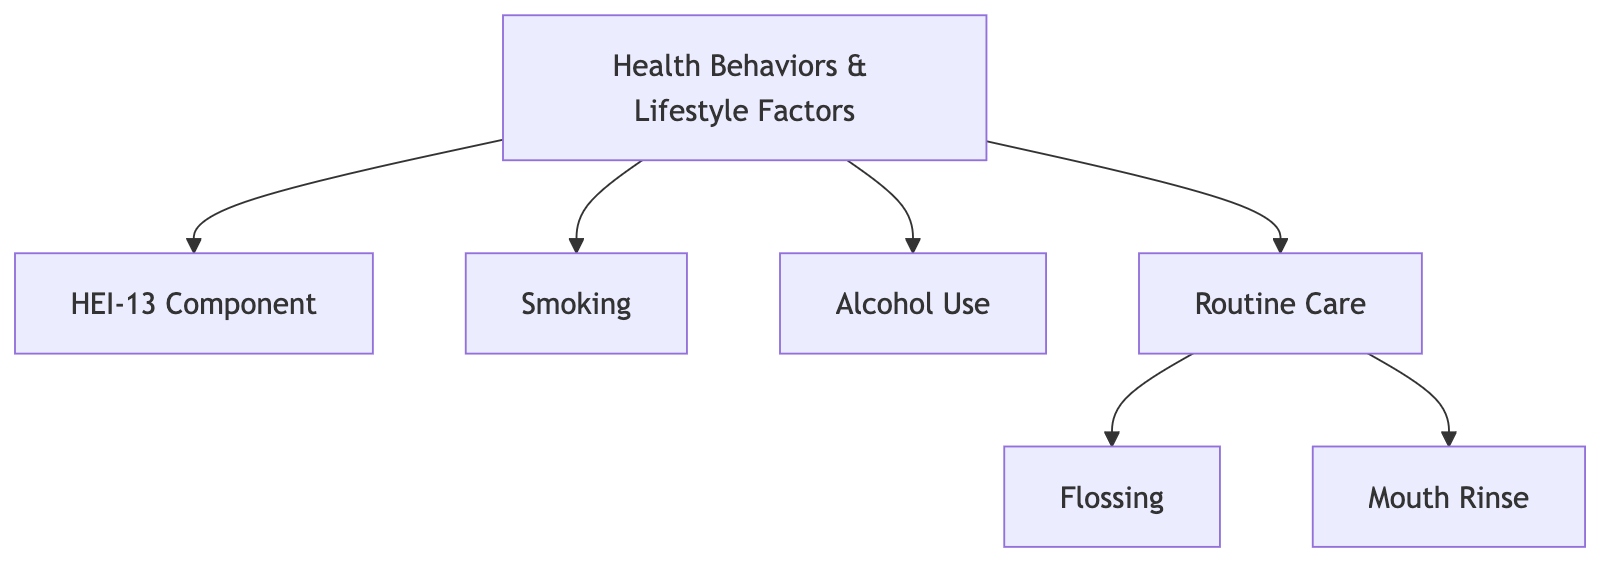 Health Behaviors &
Lifestyle Factors
HEI-13 Component
Smoking
Alcohol Use
Routine Care
Flossing
Mouth Rinse